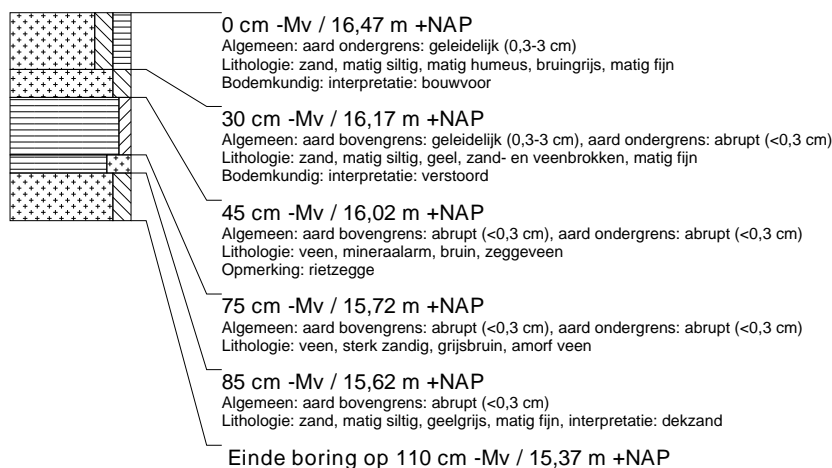 0 cm -Mv / 16,47 m +NAP
Algemeen: aard ondergrens: geleidelijk (0,3-3 cm)
Lithologie: zand, matig siltig, matig humeus, bruingrijs, matig fijn
Bodemkundig: interpretatie: bouwvoor
30 cm -Mv / 16,17 m +NAP
Algemeen: aard bovengrens: geleidelijk (0,3-3 cm), aard ondergrens: abrupt (<0,3 cm)
Lithologie: zand, matig siltig, geel, zand- en veenbrokken, matig fijn
Bodemkundig: interpretatie: verstoord
45 cm -Mv / 16,02 m +NAP
Algemeen: aard bovengrens: abrupt (<0,3 cm), aard ondergrens: abrupt (<0,3 cm)
Lithologie: veen, mineraalarm, bruin, zeggeveen
Opmerking: rietzegge
75 cm -Mv / 15,72 m +NAP
Algemeen: aard bovengrens: abrupt (<0,3 cm), aard ondergrens: abrupt (<0,3 cm)
Lithologie: veen, sterk zandig, grijsbruin, amorf veen
85 cm -Mv / 15,62 m +NAP
Algemeen: aard bovengrens: abrupt (<0,3 cm)
Lithologie: zand, matig siltig, geelgrijs, matig fijn, interpretatie: dekzand
Einde boring op 110 cm -Mv / 15,37 m +NAP